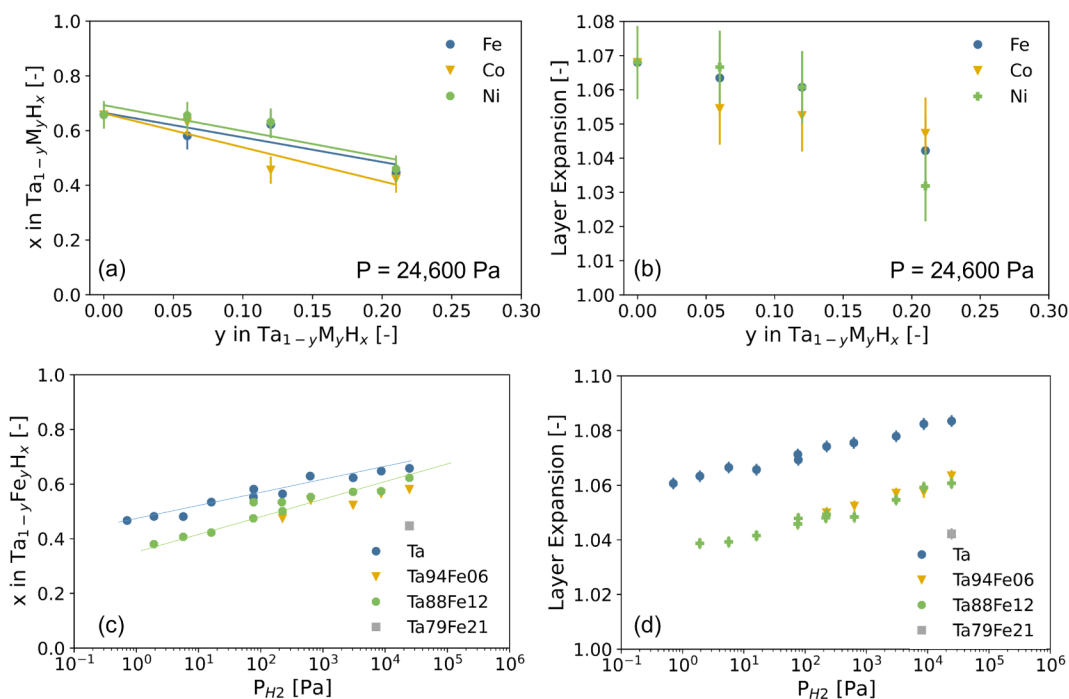 1.0
0.8
0.6
0.4
0.2
0.0
x in Ta1−yMyHx [-]
Fe
Co
Ni
(a)
P = 24,600 Pa
0.00 0.05 0.10 0.15 0.20 0.25 0.30
y in Ta1−yMyHx [-]
1.08
1.07
1.06
1.05
1.04
1.03
1.02
1.01
1.00
Layer Expansion [-]
Fe
Co
Ni
(b)
P = 24,600 Pa
0.00 0.05 0.10 0.15 0.20 0.25 0.30
y in Ta1−yMyHx [-]
1.0
0.8
0.6
0.4
0.2
0.0
x in Ta1−yFeyHx [-]
Ta
Ta94Fe06
Ta88Fe12
Ta79Fe21
(c)
10−1 100 101 102 103 104 105 106
PH2 [Pa]
1.10
1.08
1.06
1.04
1.02
1.00
Layer Expansion [-]
Ta
Ta94Fe06
Ta88Fe12
Ta79Fe21
(d)
10−1 100 101 102 103 104 105 106
PH2 [Pa]